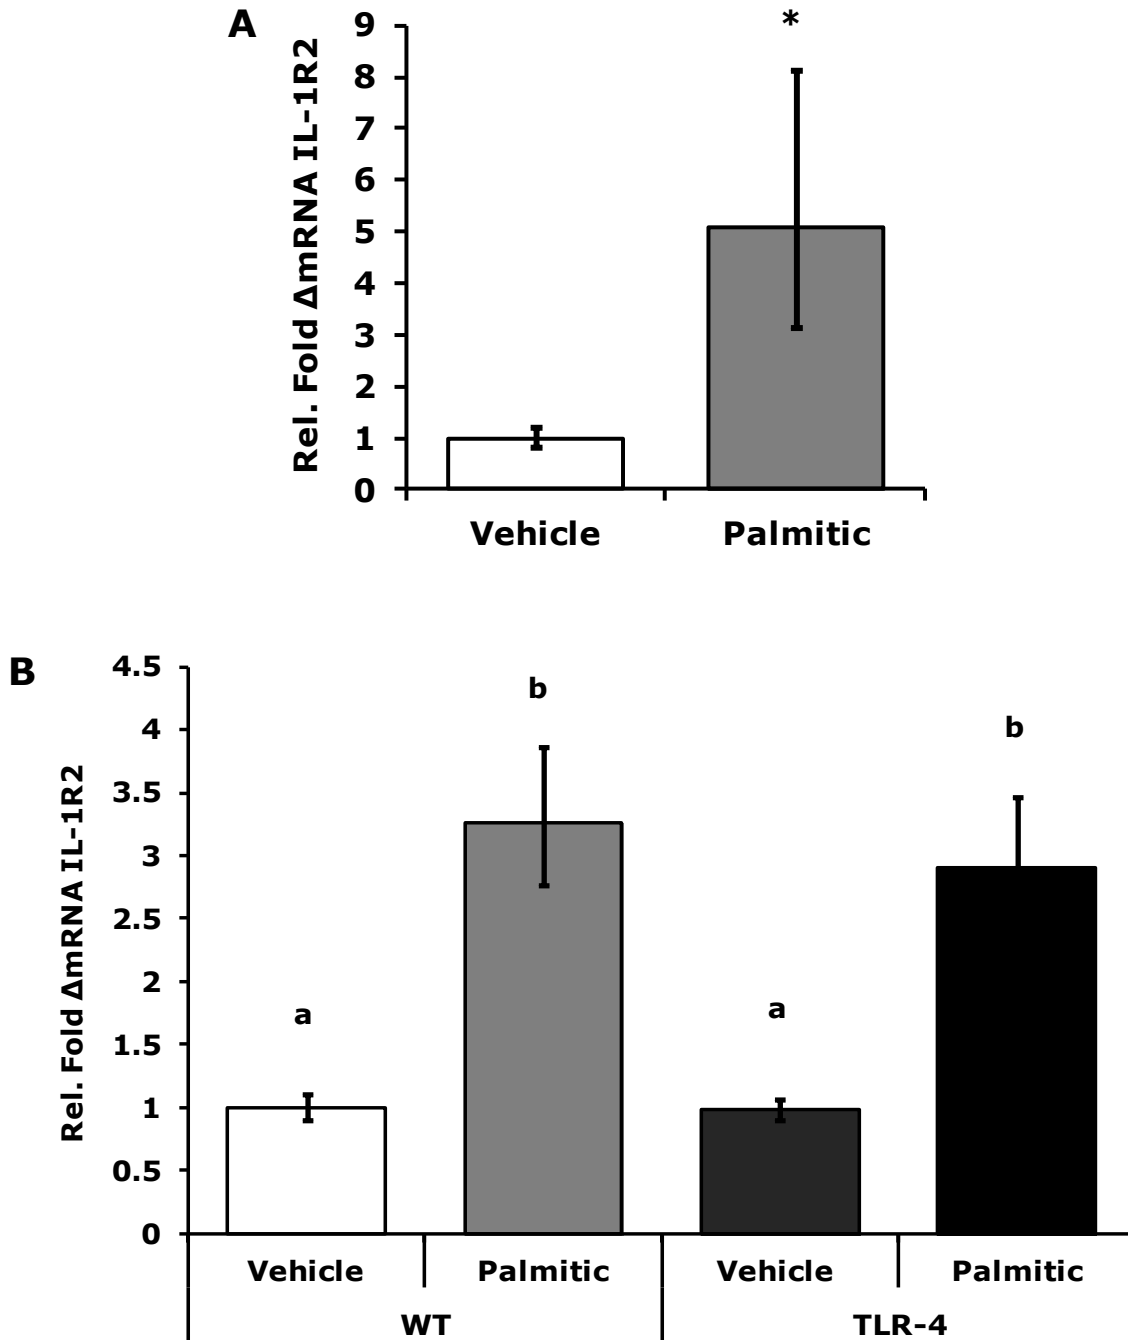 A
*
Rel. Fold ΔmRNA IL-1R2
9
8
7
6
5
4
3
2
1
0
Vehicle Palmitic
B
Rel. Fold ΔmRNA IL-1R2
4.5
4
3.5
3
2.5
2
1.5
1
0.5
0
a b a b
Vehicle Palmitic Vehicle Palmitic
WT TLR-4